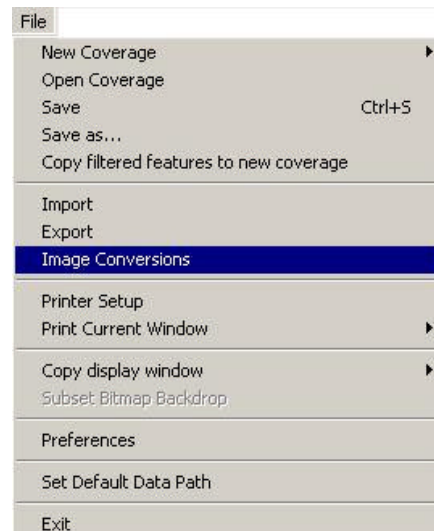 File
New Coverage
Open Coverage
Save Ctrl+S
Save as...
Copy filtered features to new coverage
Import
Export
Image Conversions
Printer Setup
Print Current Window
Copy display window
Subset Bitmap Backdrop
Preferences
Set Default Data Path
Exit